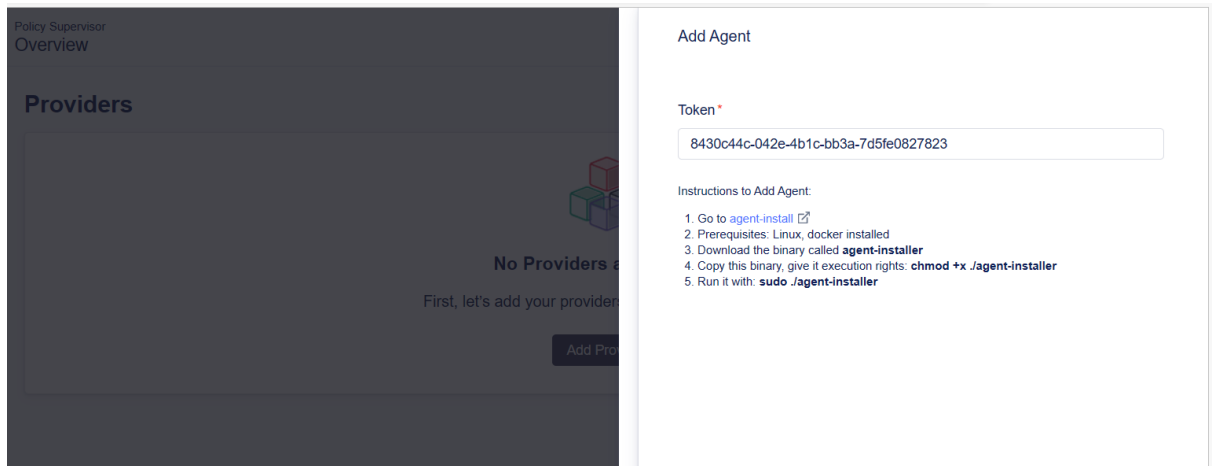 Policy Supervisor
Overview
Providers
No Providers a
First, let's add your provider
Add Pro
Add Agent
Token *
8430c44c-042e-4b1c-bb3a-7d5fe0827823
Instructions to Add Agent:
1. Go to agent-install
2. Prerequisites: Linux, docker installed
3. Download the binary called agent-installer
4. Copy this binary, give it execution rights: chmod +x ./agent-installer
5. Run it with: sudo ./agent-installer